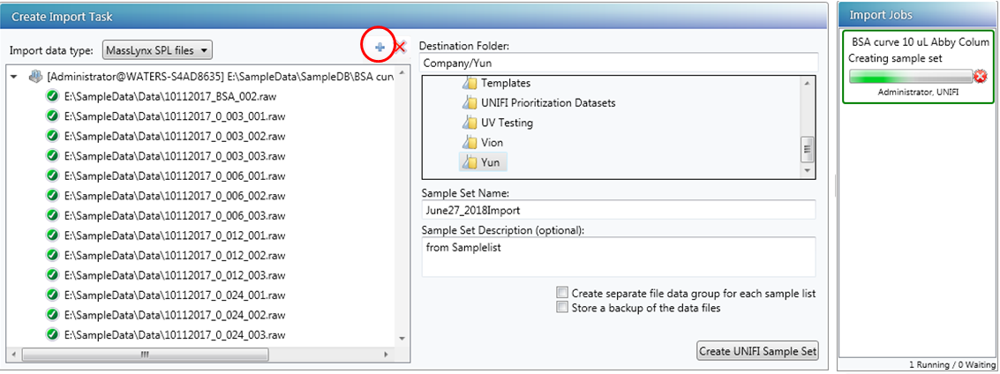 Create Import Task
Import data type: MassLynx SPL files
[Administrator@WATERS-S4AD8635] E:\SampleData\SampleDB\BSA cur
E:\SampleData\Data\10112017_BSA_002.raw
E:\SampleData\Data\10112017_0_003_001.raw
E:\SampleData\Data\10112017_0_003_002.raw
E:\SampleData\Data\10112017_0_003_003.raw
E:\SampleData\Data\10112017_0_006_001.raw
E:\SampleData\Data\10112017_0_006_002.raw
E:\SampleData\Data\10112017_0_006_003.raw
E:\SampleData\Data\10112017_0_012_001.raw
E:\SampleData\Data\10112017_0_012_002.raw
E:\SampleData\Data\10112017_0_012_003.raw
E:\SampleData\Data\10112017_0_024_001.raw
E:\SampleData\Data\10112017_0_024_002.raw
E:\SampleData\Data\10112017_0_024_003.raw
Destination Folder:
Company/Yun
Templates
UNIFI Prioritization Datasets
UV Testing
Vion
Yun
Sample Set Name:
June27_2018Import
Sample Set Description (optional):
from Samplelist
Create separate file data group for each sample list
Store a backup of the data files
Create UNIFI Sample Set
Import Jobs
BSA curve 10 uL Abby Colum
Creating sample set
Administrator, UNIFI
1 Running / 0 Waiting